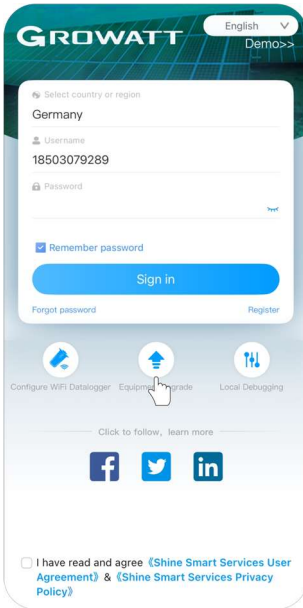 GROWATT
English
Demo>>
Select country or region
Germany
Username
18503079289
Password
Remember password
Sign in
Forgot password Register
Configure WiFi Datalogger Equipment Upgrade Local Debugging
Click to follow, learn more
I have read and agree 《Shine Smart Services User
Agreement》 & 《Shine Smart Services Privacy
Policy》